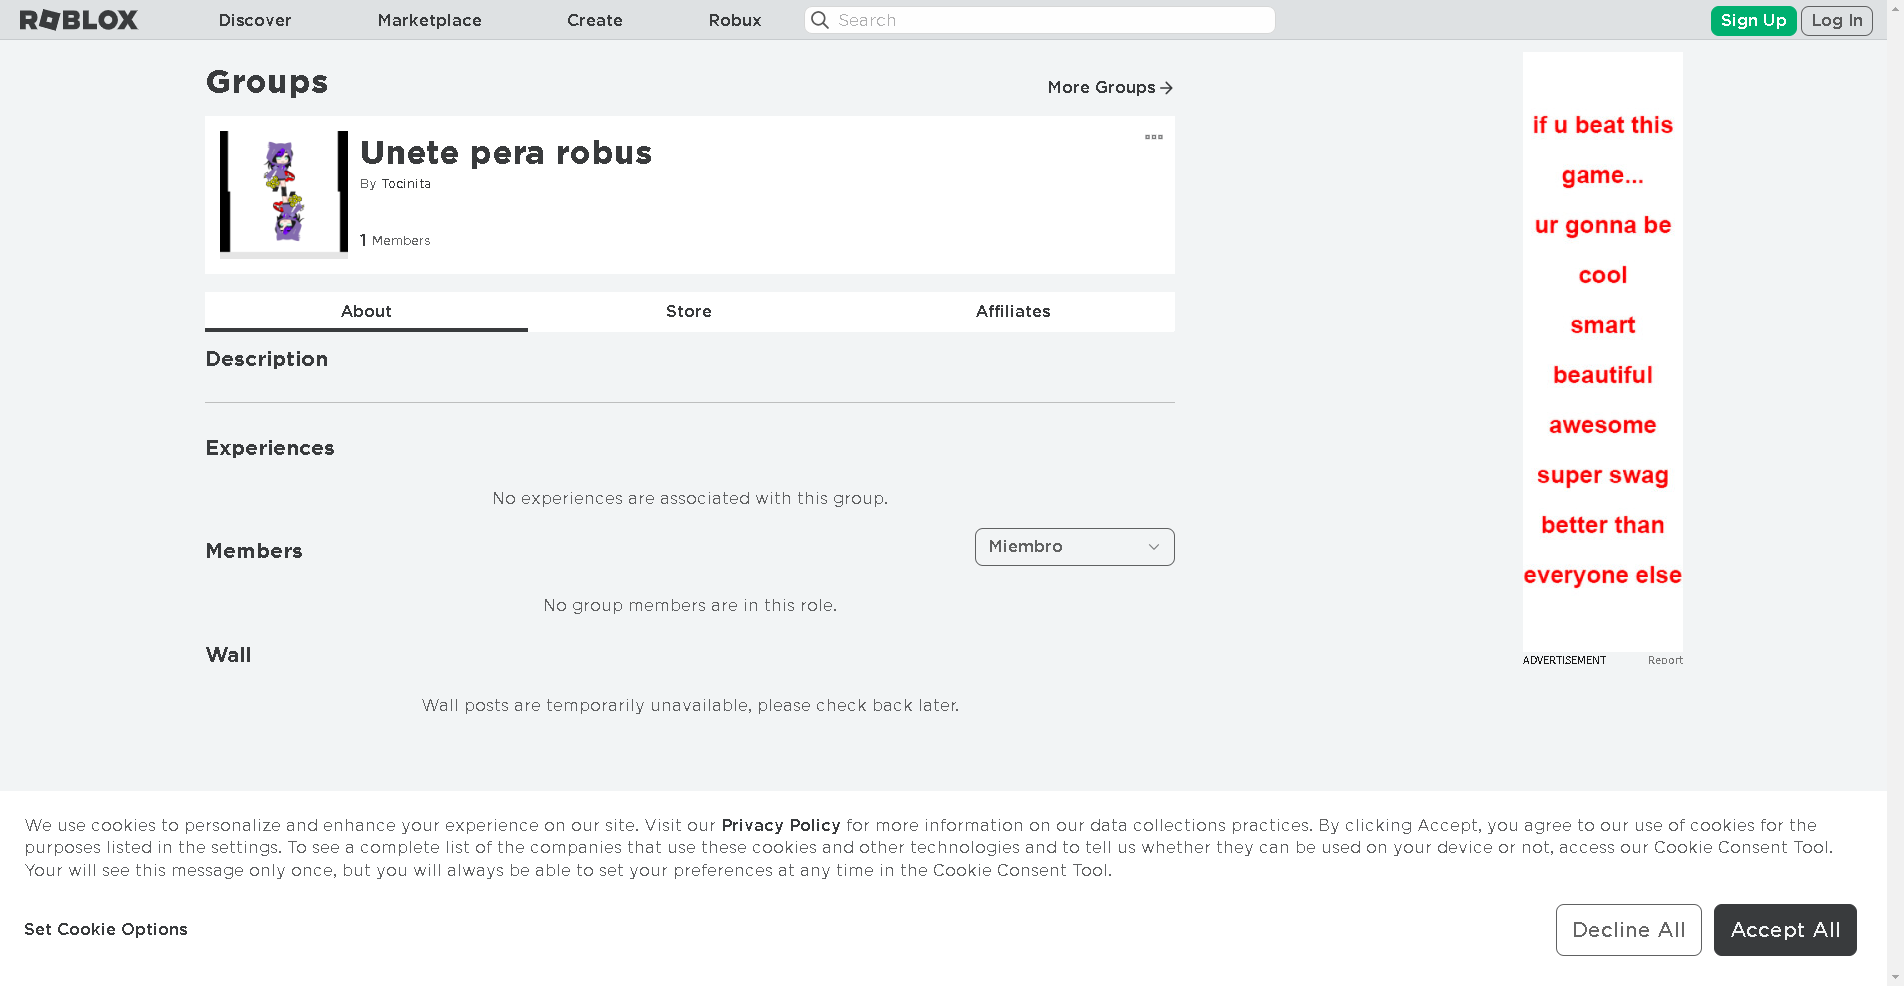 ROBLOX
Discover
Marketplace
Create
Robux
Search
Sign Up
Log In
Groups
More Groups
Unete pera robus
By Tocinita
1 Members
About
Store
Affiliates
Description
Experiences
No experiences are associated with this group.
Members
Miembro
No group members are in this role.
Wall
Wall posts are temporarily unavailable, please check back later.
if u beat this
game...
ur gonna be
cool
smart
beautiful
awesome
super swag
better than
everyone else
ADVERTISEMENT
Report
We use cookies to personalize and enhance your experience on our site. Visit our Privacy Policy for more information on our data collections practices. By clicking Accept, you agree to our use of cookies for the
purposes listed in the settings. To see a complete list of the companies that use these cookies and other technologies and to tell us whether they can be used on your device or not, access our Cookie Consent Tool.
Your will see this message only once, but you will always be able to set your preferences at any time in the Cookie Consent Tool.
Set Cookie Options
Decline All
Accept All